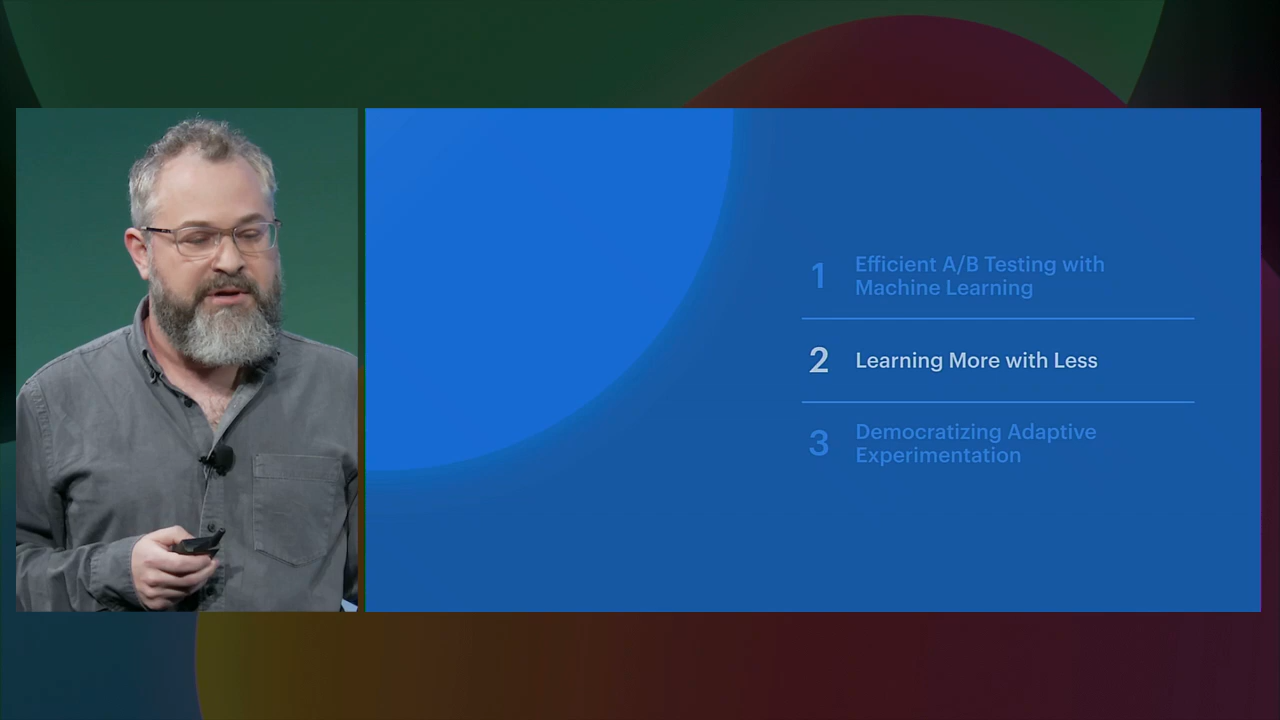 1
Efficient A/B Testing with
Machine Learning
2
Learning More with Less
3
Democratizing Adaptive
Experimentation